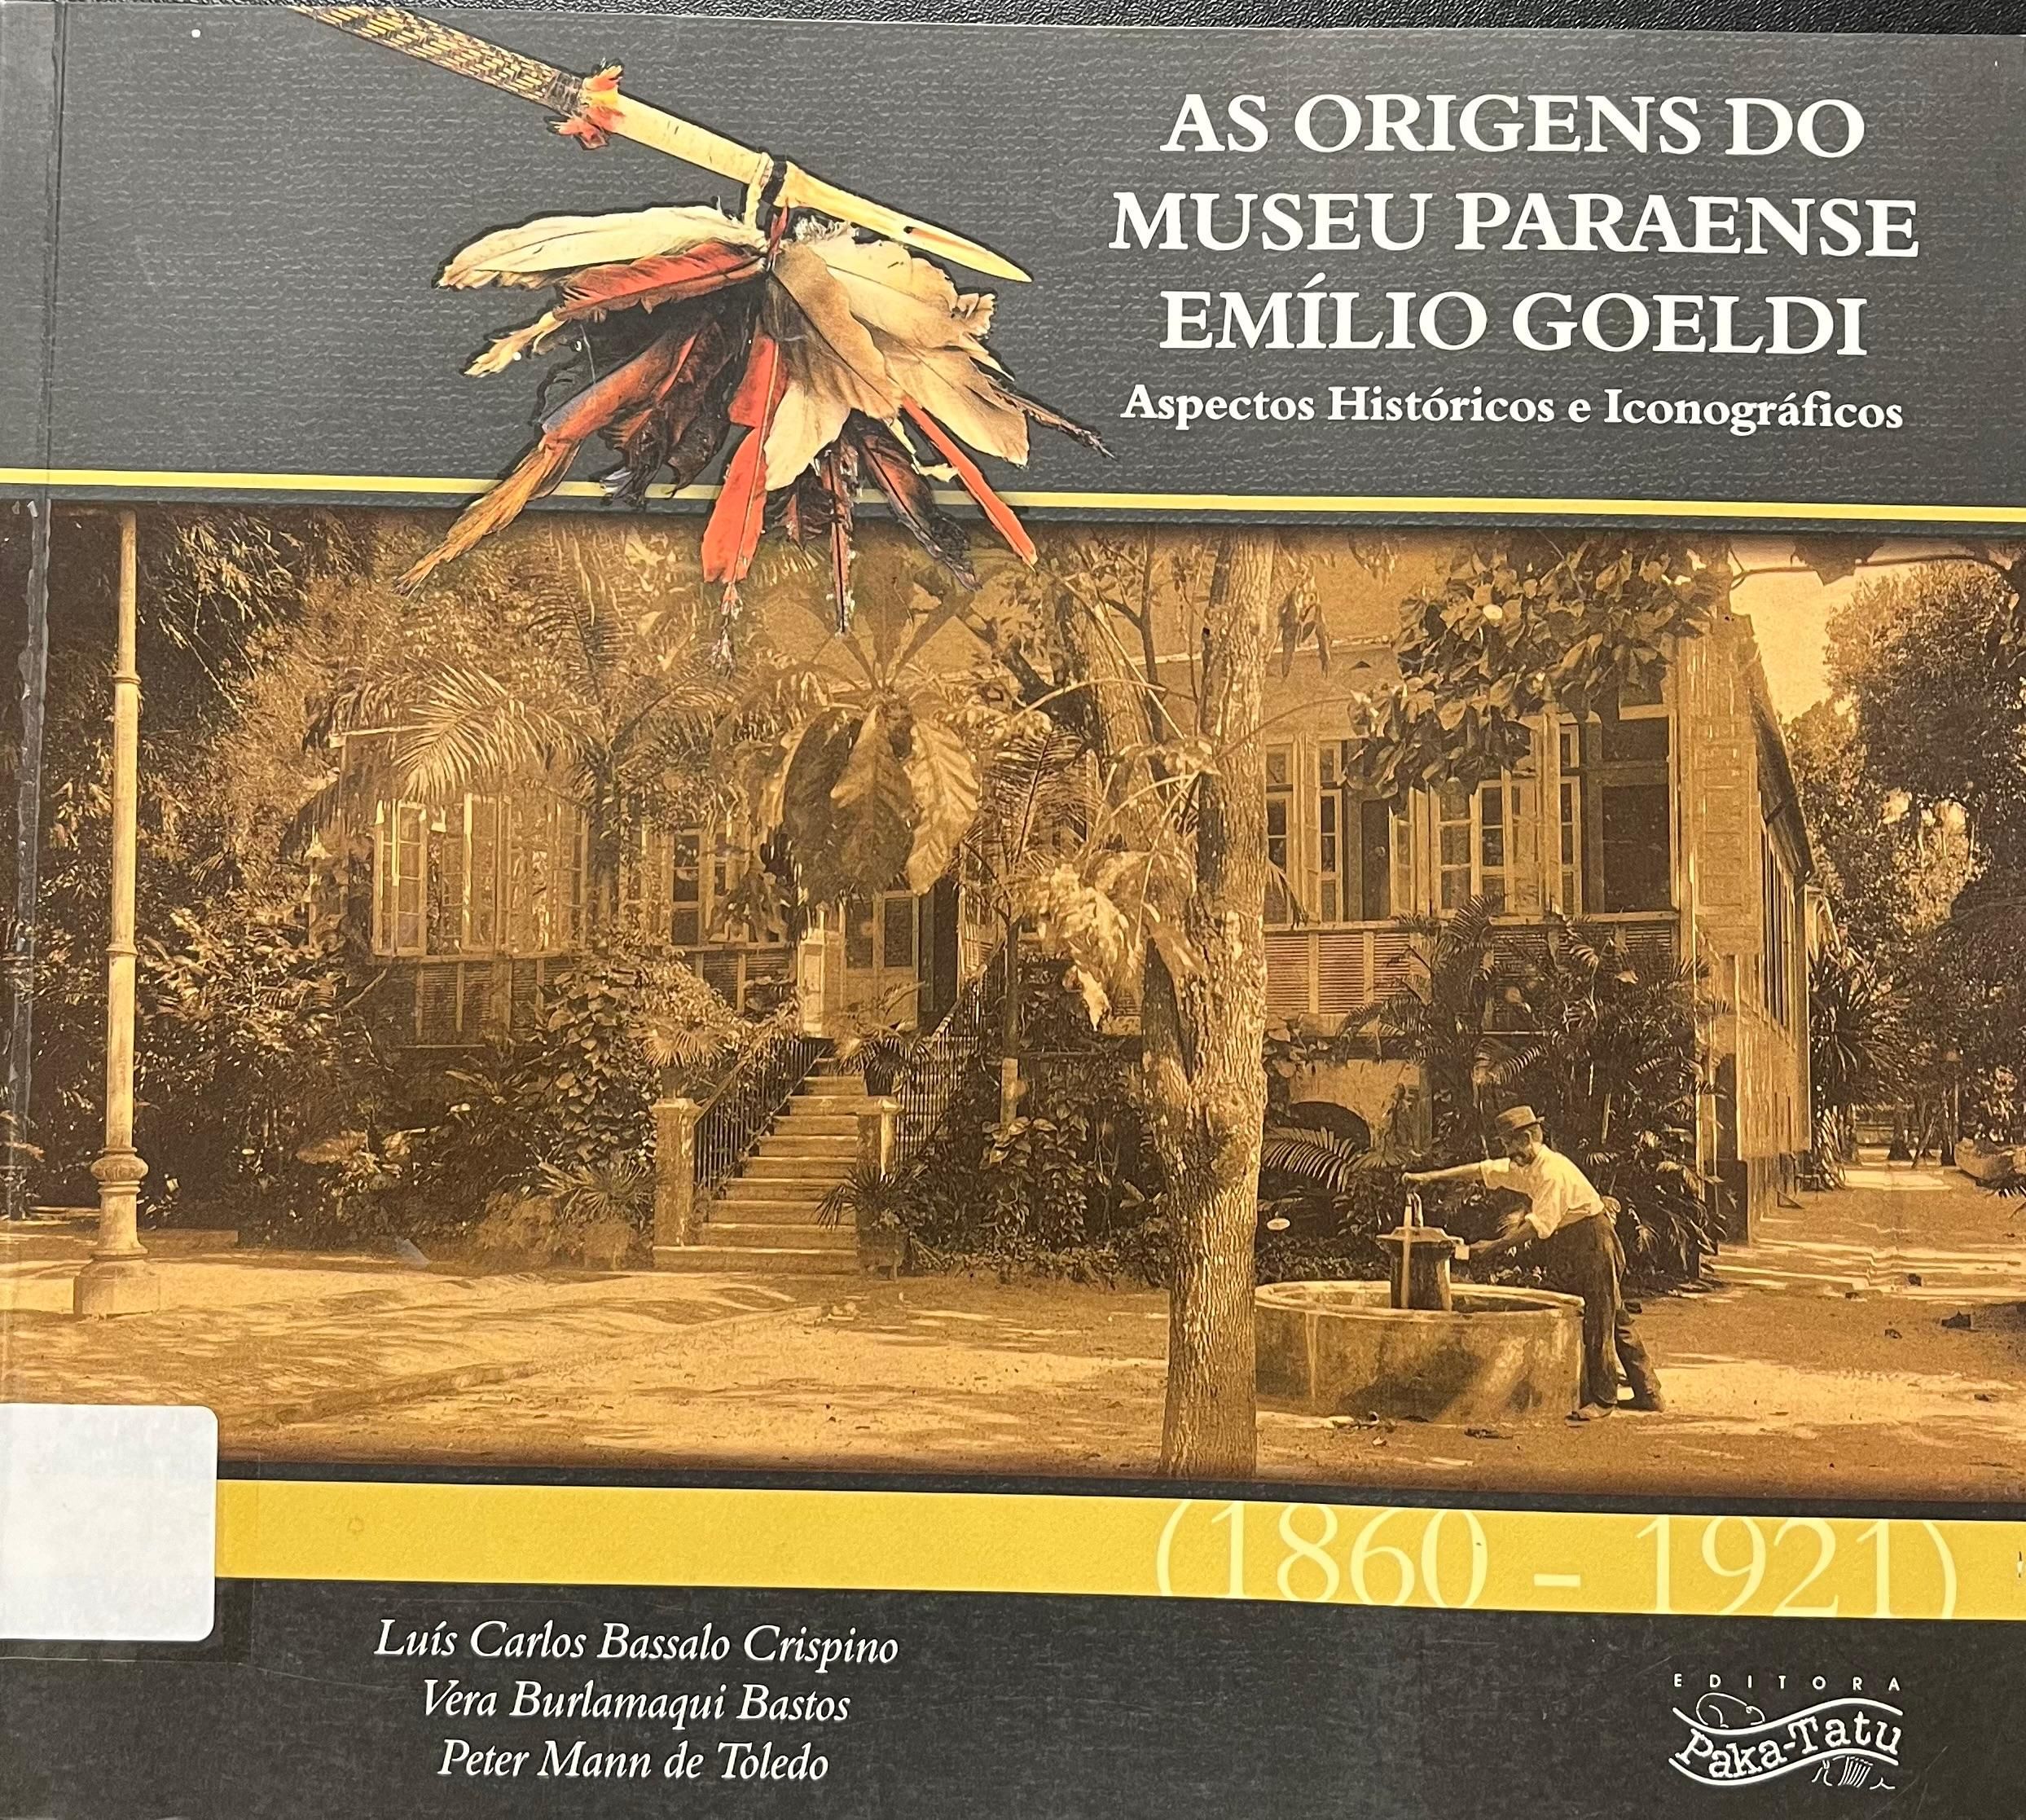 AS ORIGENS DO
MUSEU PARAENSE
EMÍLIO GOELDI
Aspectos Históricos e Iconográficos
(1860 - 1921)
Luís Carlos Bassalo Crispino
Vera Burlamaqui Bastos
Peter Mann de Toledo
EDITORA
Paka-Tatu